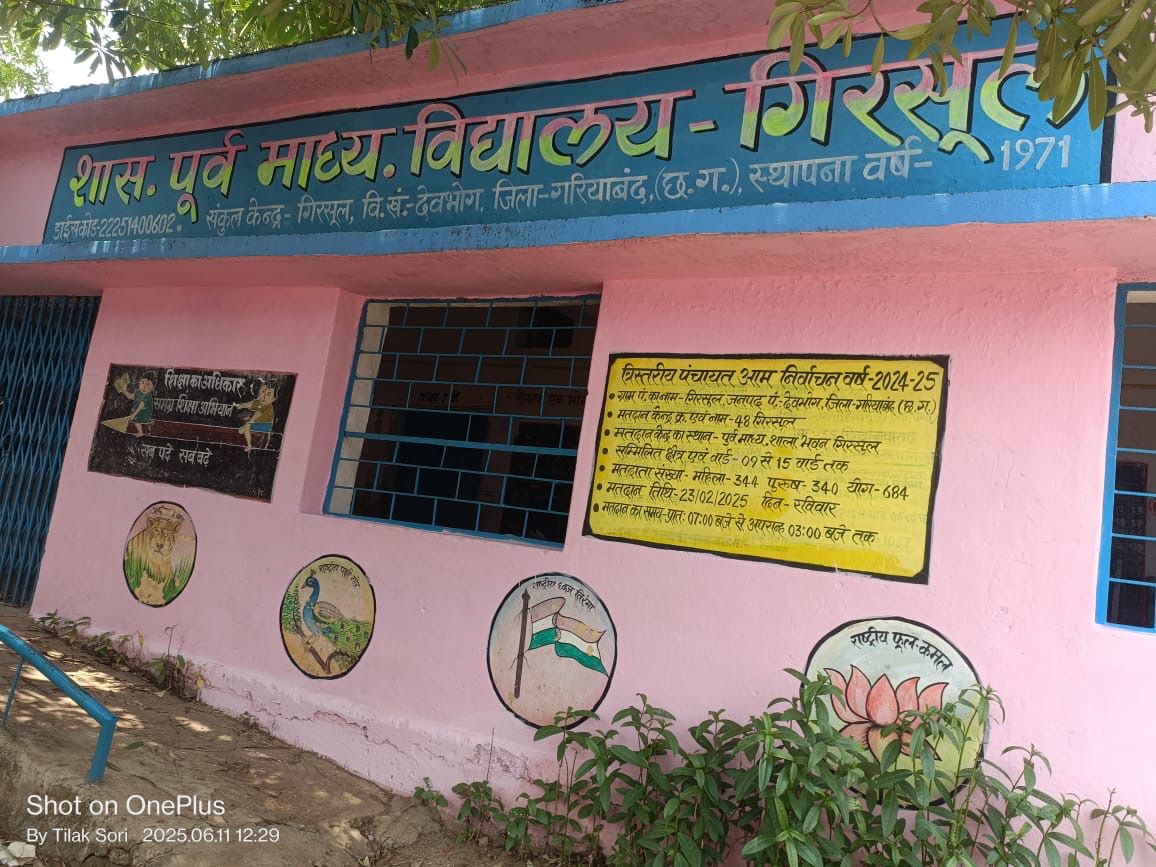 शास. पूर्व माध्य. विद्यालय - गिरसूल
संकुल केन्द्र- गिरसूल, वि.खं.-देवभोग, जिला-गरियाबंद,(छ.ग.), स्थापना वर्ष- 1971
डाईसकोड-22251400602.
शिक्षा का अधिकार
समग्र शिक्षा अभियान
सब पढ़े सब बढ़े
त्रिस्तरीय पंचायत आम निर्वाचन वर्ष-2024-25
• ग्राम पं. का नाम- गिरसूल, जनपद पं.- देवभोग, जिला-गरियाबंद (छ.ग.)
• मतदान केन्द्र क्र. एवं नाम- 48 गिरसूल
• मतदान केन्द्र का स्थान- पूर्व माध्य. शाला भवन गिरसूल
• सम्मिलित क्षेत्र एवं वार्ड- 09 से 15 वार्ड तक
• मतदाता संख्या- महिला- 344 पुरूष- 340 योग- 684
• मतदान तिथि- 23/02/2025 दिन- रविवार
• मतदान का समय- प्रातः 07:00 बजे से अपरान्ह 03:00 बजे तक
राष्ट्रीय पक्षी मोर
राष्ट्रीय ध्वज तिरंगा
राष्ट्रीय फूल-कमल
Shot on OnePlus
By Tilak Sori 2025.06.11 12:29